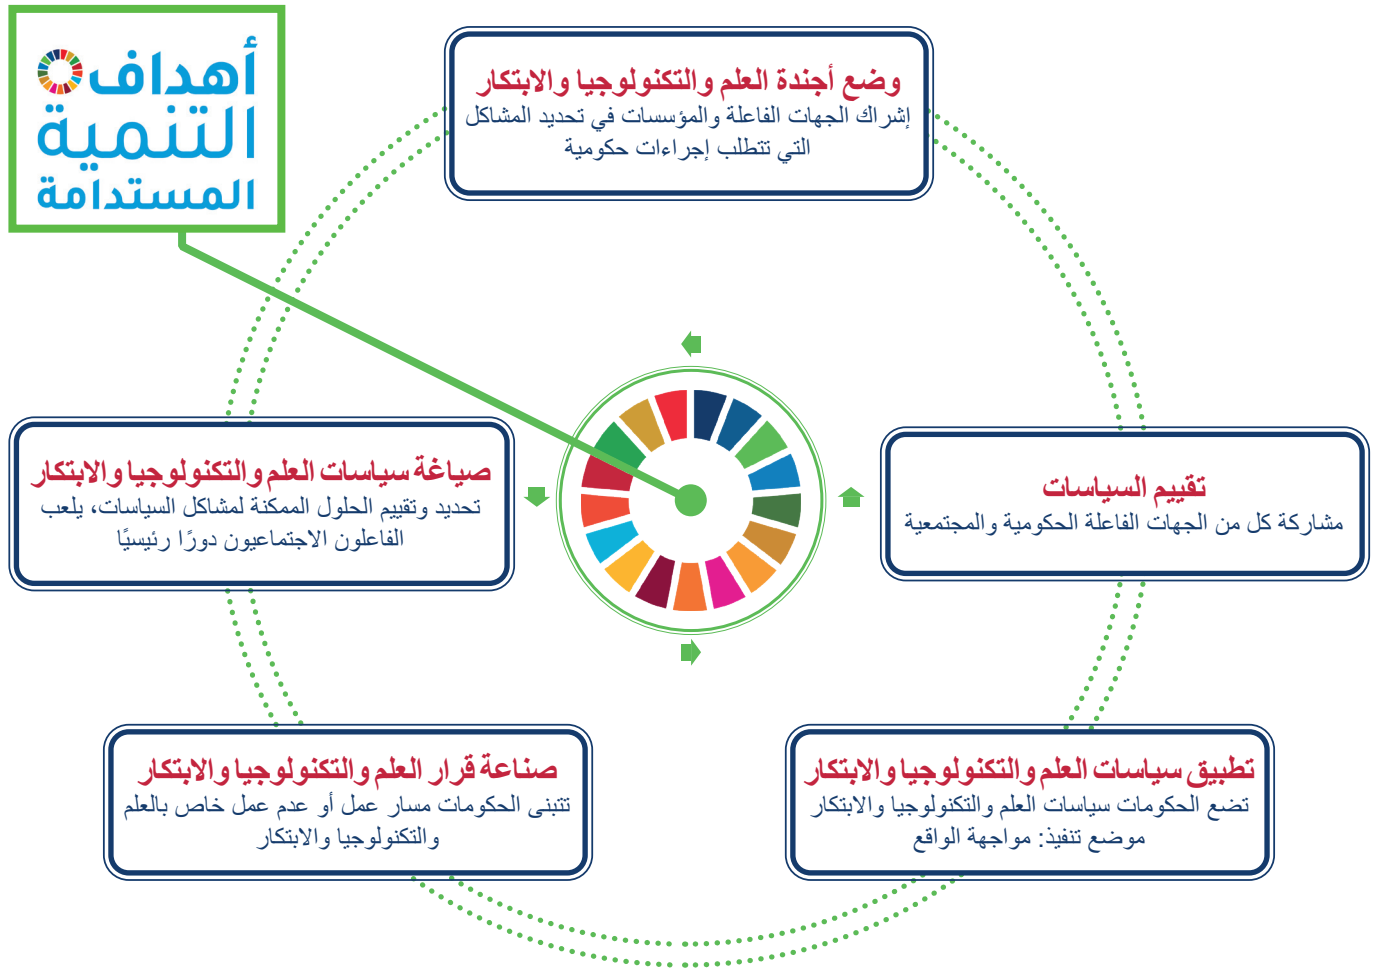 أهداف
التنمية
المستدامة
وضع أجندة العلم والتكنولوجيا والابتكار
إشراك الجهات الفاعلة والمؤسسات في تحديد المشاكل
التي تتطلب إجراءات حكومية
صياغة سياسات العلم والتكنولوجيا والابتكار
تحديد وتقييم الحلول الممكنة لمشاكل السياسات، يلعب
الفاعلون الاجتماعيون دورًا رئيسيًا
صناعة قرار العلم والتكنولوجيا والابتكار
تتبنى الحكومات مسار عمل أو عدم عمل خاص بالعلم
والتكنولوجيا والابتكار
تطبيق سياسات العلم والتكنولوجيا والابتكار
تضع الحكومات سياسات العلم والتكنولوجيا والابتكار
موضع تنفيذ: مواجهة الواقع
تقييم السياسات
مشاركة كل من الجهات الفاعلة الحكومية والمجتمعية